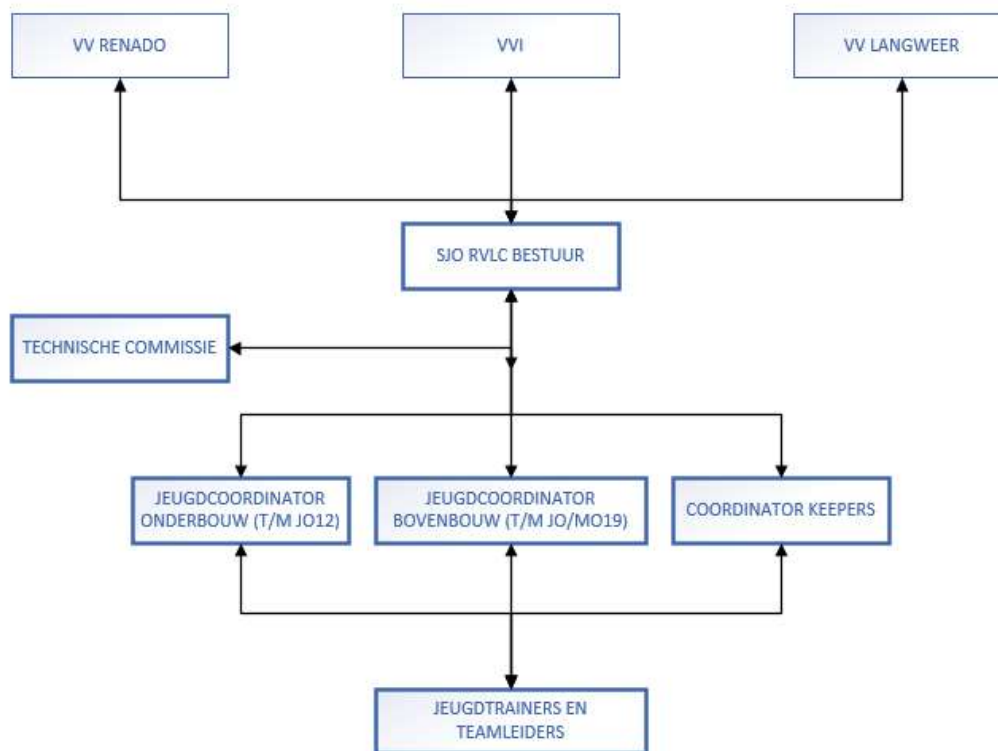 VV RENADO
VVI
VV LANGWEER
SJO RVLC BESTUUR
TECHNISCHE COMMISSIE
JEUGDCOORDINATOR
ONDERBOUW (T/M JO12)
JEUGDCOORDINATOR
BOVENBOUW (T/M JO/MO19)
COORDINATOR KEEPERS
JEUGDTRAINERS EN
TEAMLEIDERS